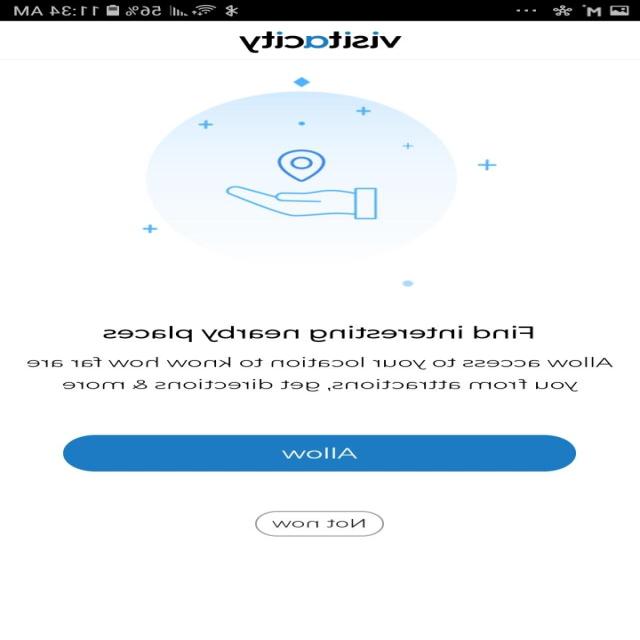 56% 11:34 AM
visitacity
Find interesting nearby places
Allow access to your location to know how far are
you from attractions, get directions & more
Allow
Not now